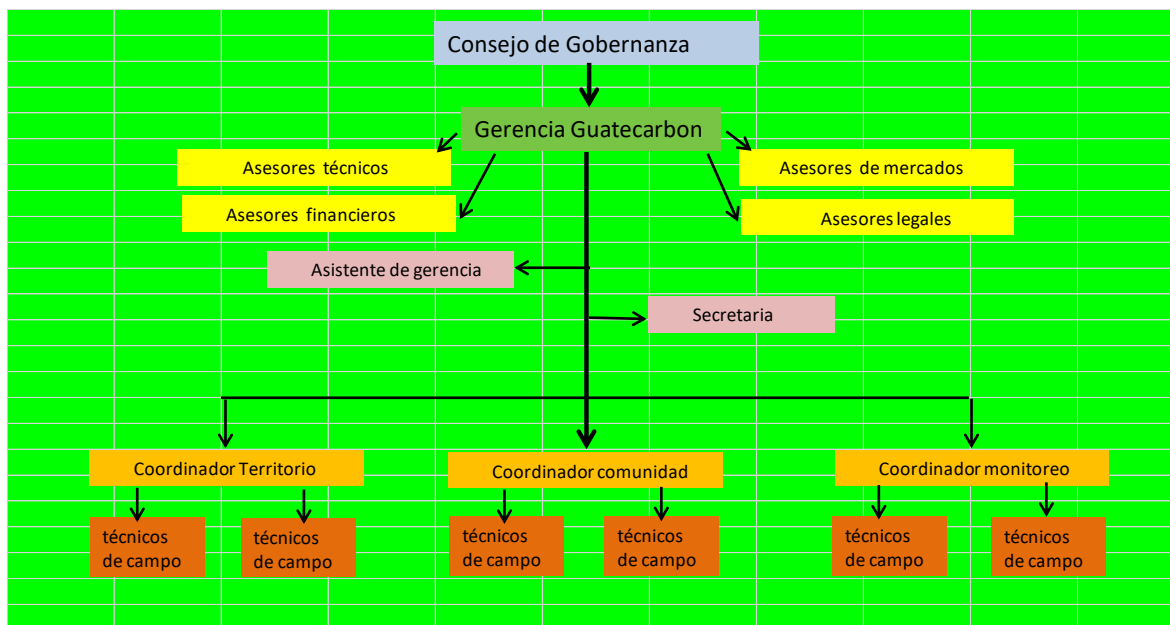 Consejo de Gobernanza
Gerencia Guatecarbon
Asesores técnicos
Asesores de mercados
Asesores financieros
Asesores legales
Asistente de gerencia
Secretaria
Coordinador Territorio
Coordinador comunidad
Coordinador monitoreo
técnicos
de campo
técnicos
de campo
técnicos
de campo
técnicos
de campo
técnicos
de campo
técnicos
de campo